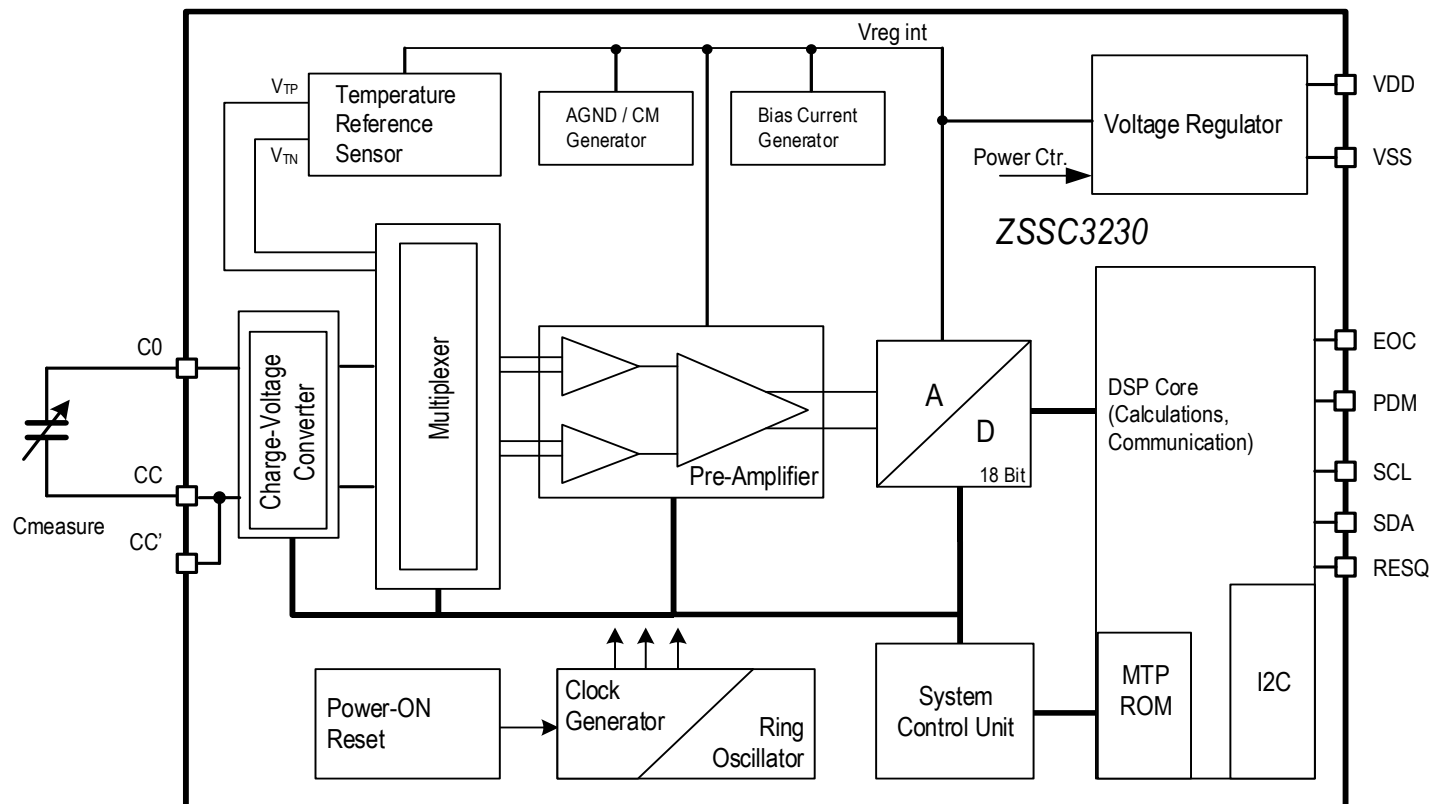 Vreg int
VTP
VTN
Temperature
Reference
Sensor
AGND / CM
Generator
Bias Current
Generator
Voltage Regulator
VDD
VSS
Power Ctr.
ZSSC3230
C0
CC
CC’
Cmeasure
Charge-Voltage
Converter
Multiplexer
Pre-Amplifier
A
D
18 Bit
DSP Core
(Calculations,
Communication)
EOC
PDM
SCL
SDA
RESQ
Power-ON
Reset
Clock
Generator
Ring
Oscillator
System
Control Unit
MTP
ROM
I2C